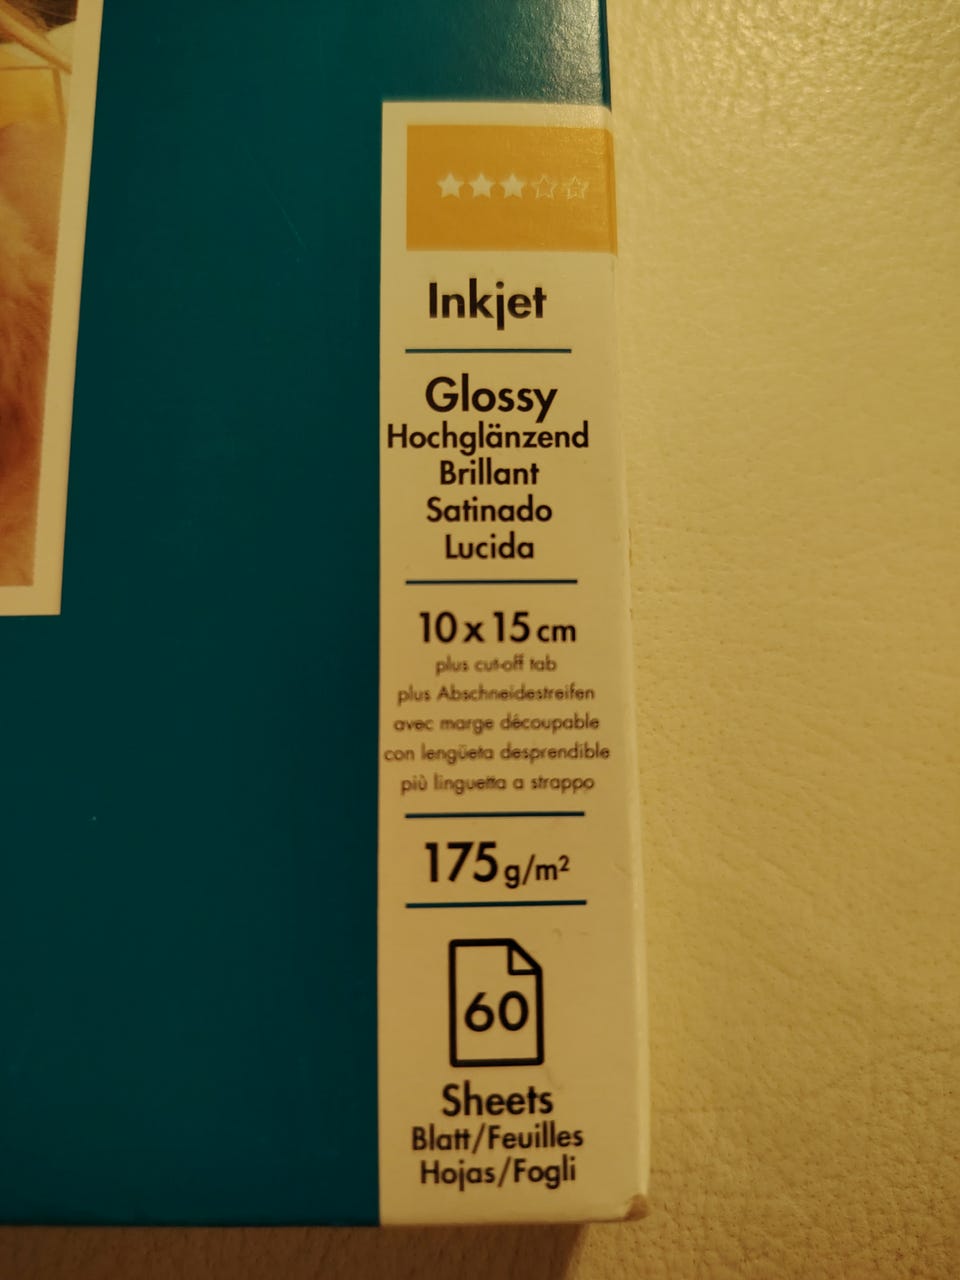 Inkjet
Glossy
Hochglänzend
Brillant
Satinado
Lucida
10 x 15 cm
plus cut-off tab
plus Abschneidestreifen
avec marge découpable
con lengüeta desprendible
più linguetta a strappo
175 g/m²
60
Sheets
Blatt/Feuilles
Hojas/Fogli